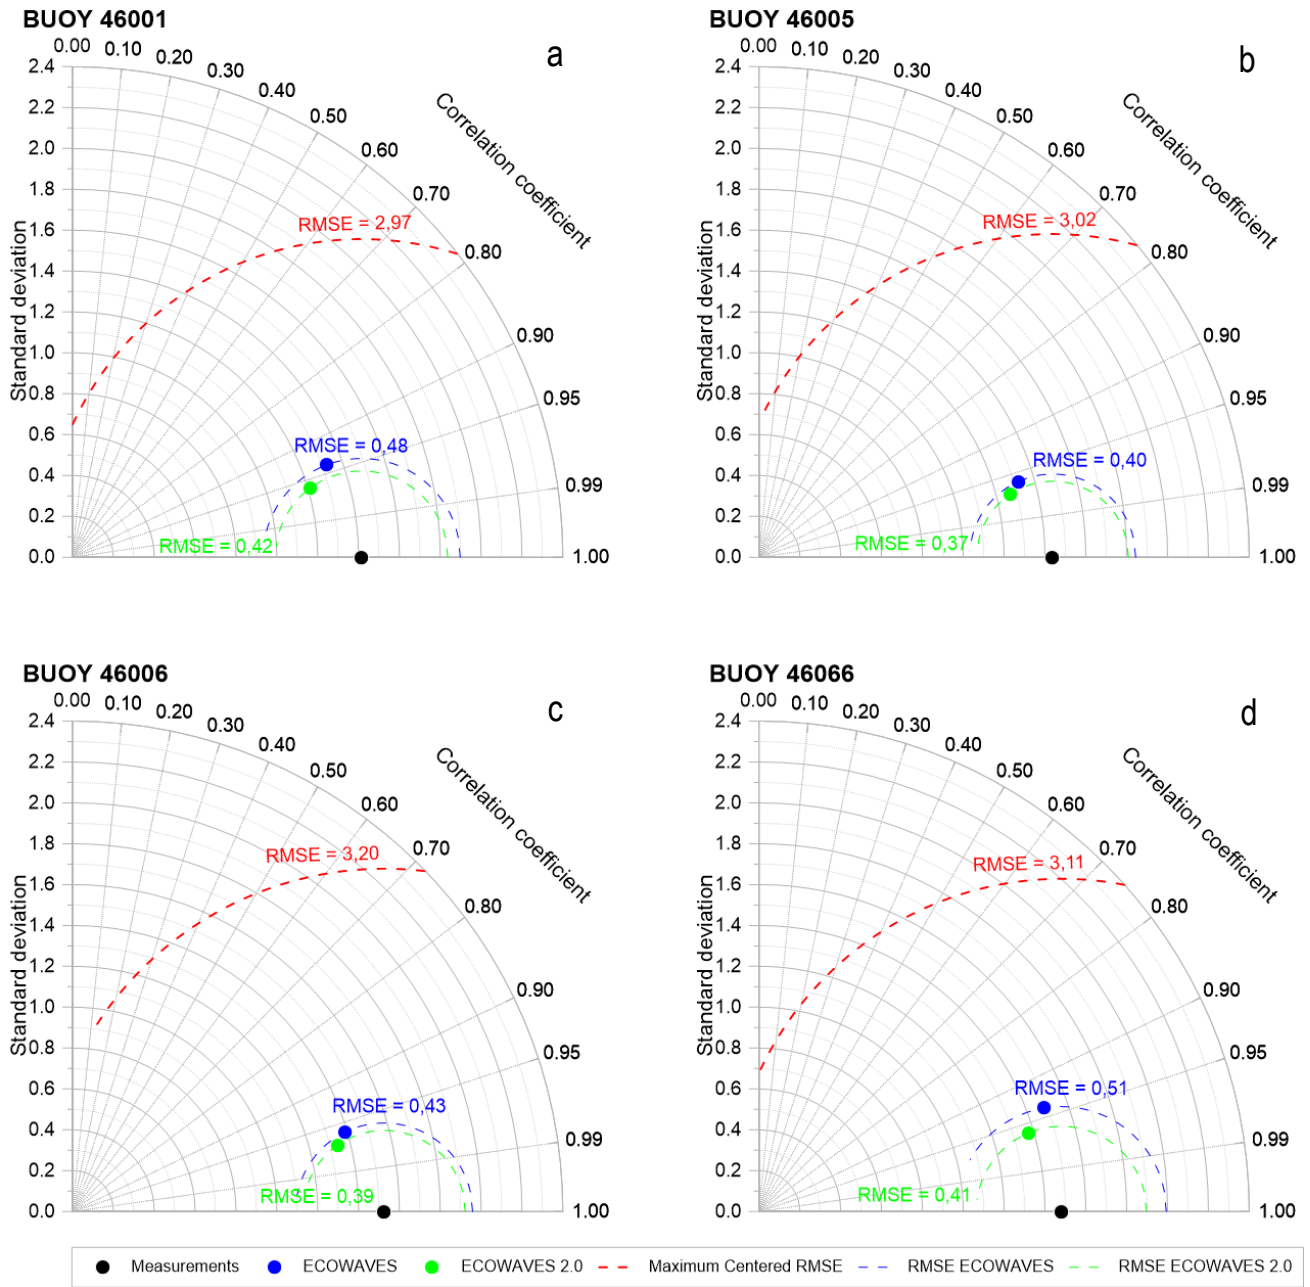 BUOY 46001
a
0.00 0.10 0.20 0.30 0.40 0.50 0.60 0.70 0.80 0.90 0.95 0.99 1.00
Correlation coefficient
Standard deviation
2.4
2.2
2.0
1.8
1.6
1.4
1.2
1.0
0.8
0.6
0.4
0.2
0.0
RMSE = 2,97
RMSE = 0,48
RMSE = 0,42
BUOY 46005
b
0.00 0.10 0.20 0.30 0.40 0.50 0.60 0.70 0.80 0.90 0.95 0.99 1.00
Correlation coefficient
Standard deviation
2.4
2.2
2.0
1.8
1.6
1.4
1.2
1.0
0.8
0.6
0.4
0.2
0.0
RMSE = 3,02
RMSE = 0,40
RMSE = 0,37
BUOY 46006
c
0.00 0.10 0.20 0.30 0.40 0.50 0.60 0.70 0.80 0.90 0.95 0.99 1.00
Correlation coefficient
Standard deviation
2.4
2.2
2.0
1.8
1.6
1.4
1.2
1.0
0.8
0.6
0.4
0.2
0.0
RMSE = 3,20
RMSE = 0,43
RMSE = 0,39
BUOY 46066
d
0.00 0.10 0.20 0.30 0.40 0.50 0.60 0.70 0.80 0.90 0.95 0.99 1.00
Correlation coefficient
Standard deviation
2.4
2.2
2.0
1.8
1.6
1.4
1.2
1.0
0.8
0.6
0.4
0.2
0.0
RMSE = 3,11
RMSE = 0,51
RMSE = 0,41
Measurements ECOWAVES ECOWAVES 2.0 Maximum Centered RMSE RMSE ECOWAVES RMSE ECOWAVES 2.0